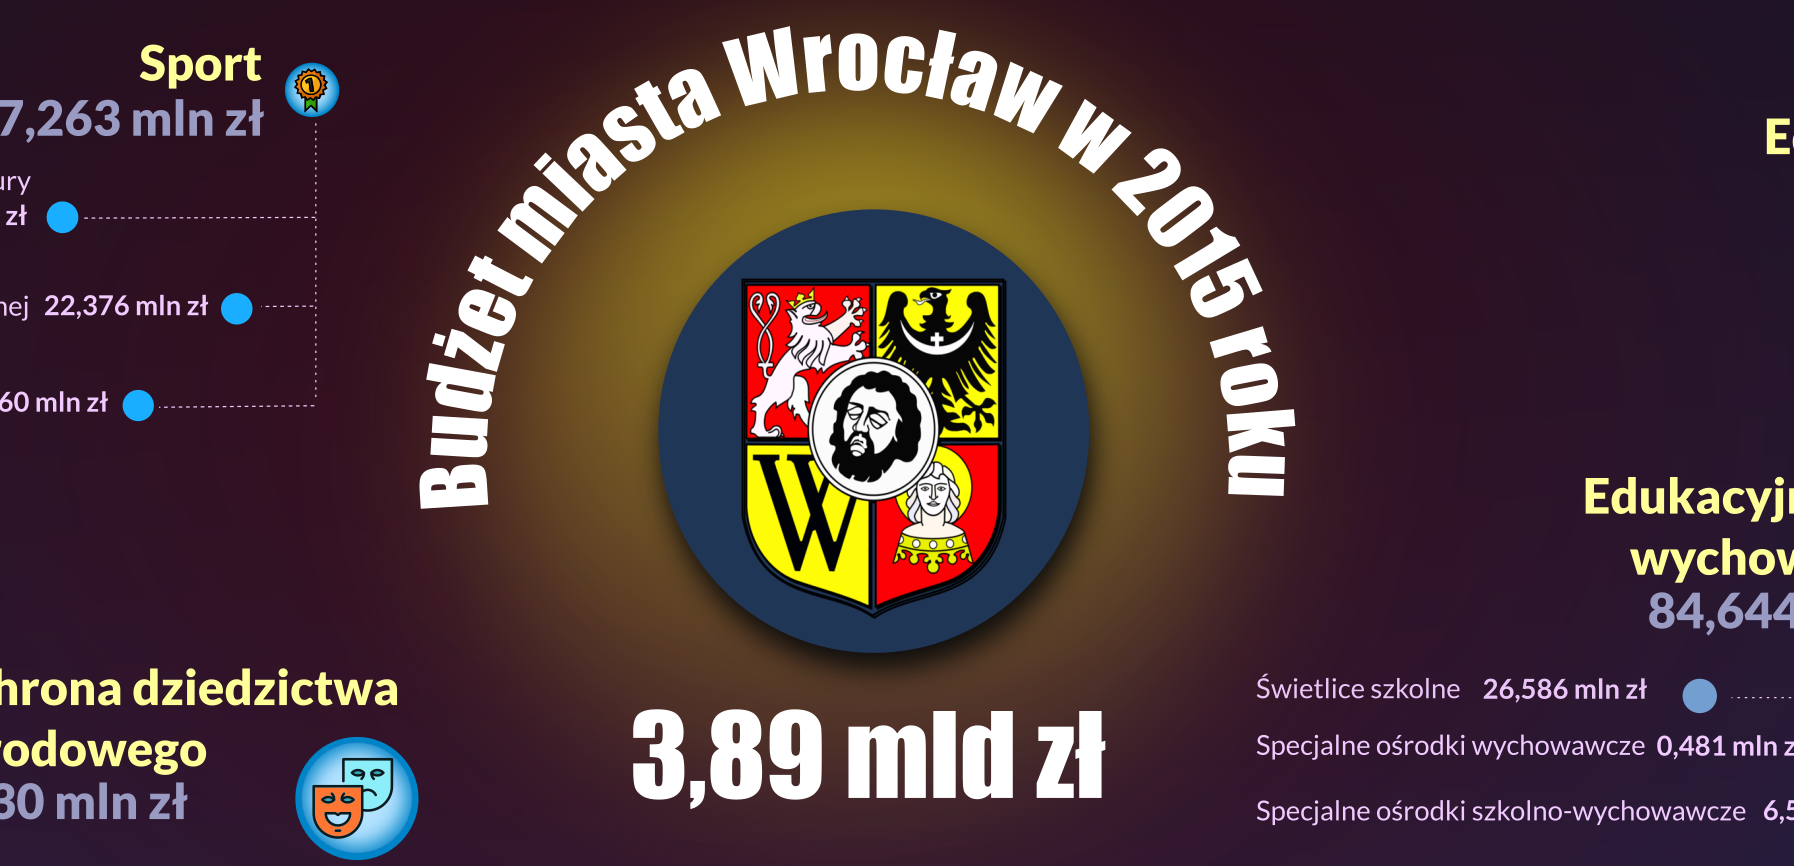 Sport
7,263 mln zł
ury
zł
nej 22,376 mln zł
60 mln zł
hrona dziedzictwa
rodowego
30 mln zł
Budżet miasta Wrocław w 2015 roku
1
W
3,89 mld zł
Edukacyjn
wychow
84,644
Świetlice szkolne 26,586 mln zł
Specjalne ośrodki wychowawcze 0,481 mln z
Specjalne ośrodki szkolno-wychowawcze 6,5